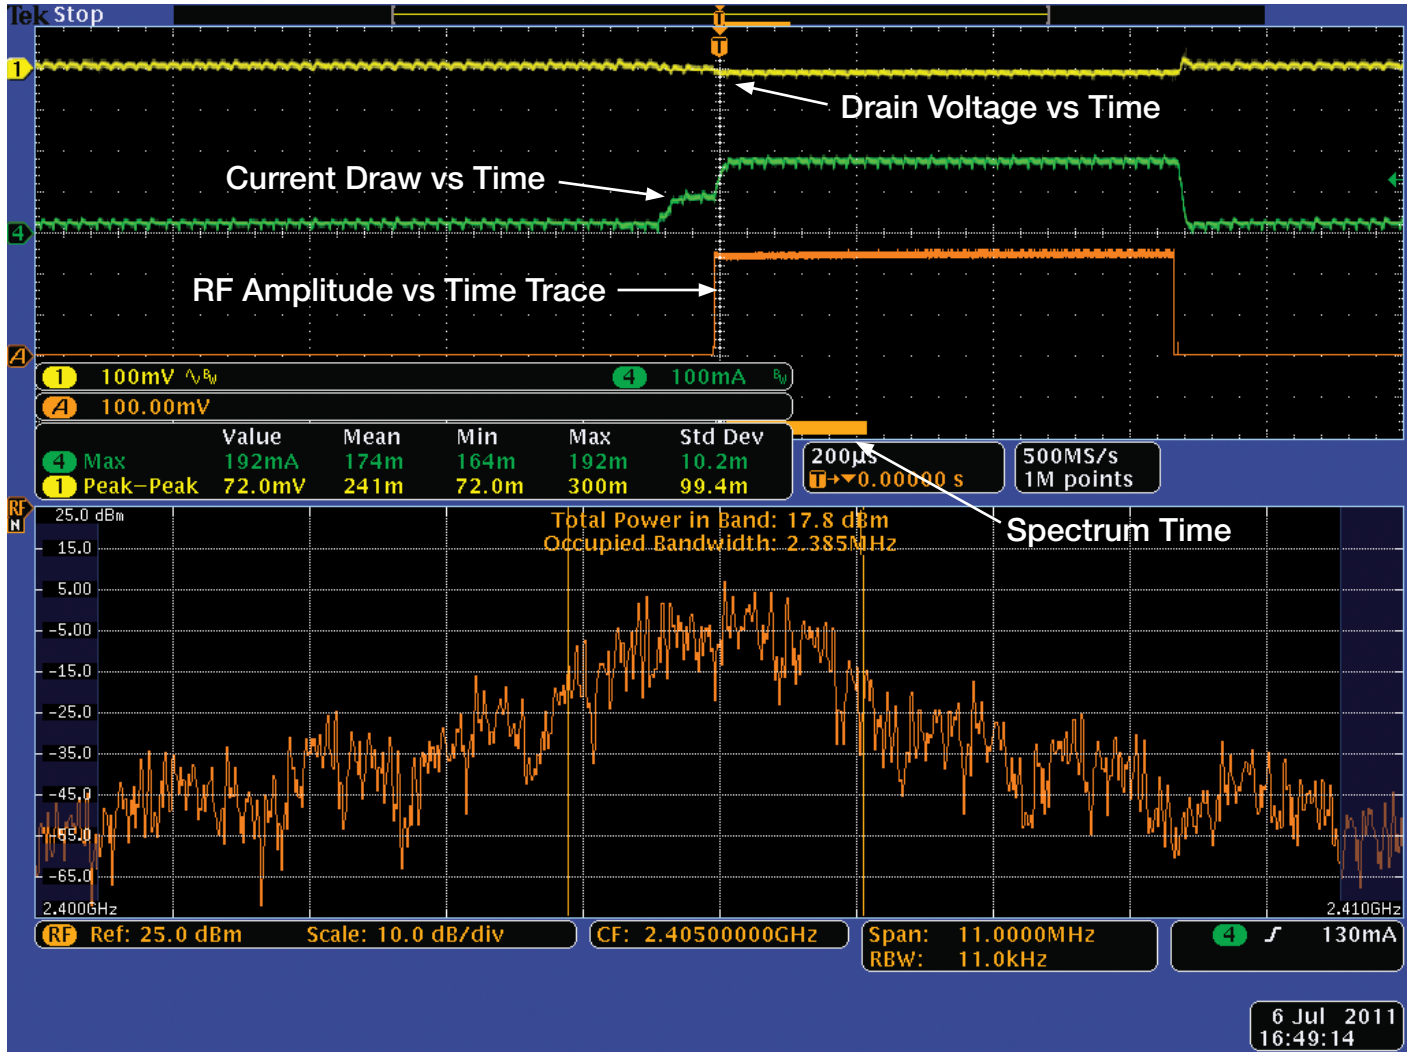 Tek Stop
T
T
1
Drain Voltage vs Time
Current Draw vs Time
4
RF Amplitude vs Time Trace
A
1 100mV BW 4 100mA BW
A 100.00mV
Value Mean Min Max Std Dev
4 Max 192mA 174m 164m 192m 10.2m
1 Peak-Peak 72.0mV 241m 72.0m 300m 99.4m
200µs
T→▼0.00000 s
500MS/s
1M points
Spectrum Time
RF
N
25.0 dBm
Total Power in Band: 17.8 dBm
Occupied Bandwidth: 2.385MHz
15.0
5.00
-5.00
-15.0
-25.0
-35.0
-45.0
-55.0
-65.0
2.400GHz
2.410GHz
RF Ref: 25.0 dBm Scale: 10.0 dB/div
CF: 2.40500000GHz
Span: 11.0000MHz
RBW: 11.0kHz
4 130mA
6 Jul 2011
16:49:14